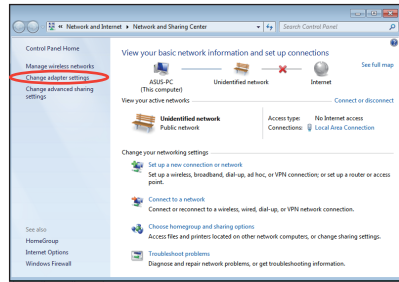 « Network and Internet ▸ Network and Sharing Center
Search Control Panel
Control Panel Home
Manage wireless networks
Change adapter settings
Change advanced sharing
settings
View your basic network information and set up connections
See full map
ASUS-PC
(This computer)
Unidentified network
Internet
View your active networks
Connect or disconnect
Unidentified network
Public network
Access type: No Internet access
Connections: Local Area Connection
Change your networking settings
Set up a new connection or network
Set up a wireless, broadband, dial-up, ad hoc, or VPN connection; or set up a router or access
point.
Connect to a network
Connect or reconnect to a wireless, wired, dial-up, or VPN network connection.
Choose homegroup and sharing options
Access files and printers located on other network computers, or change sharing settings.
Troubleshoot problems
Diagnose and repair network problems, or get troubleshooting information.
See also
HomeGroup
Internet Options
Windows Firewall